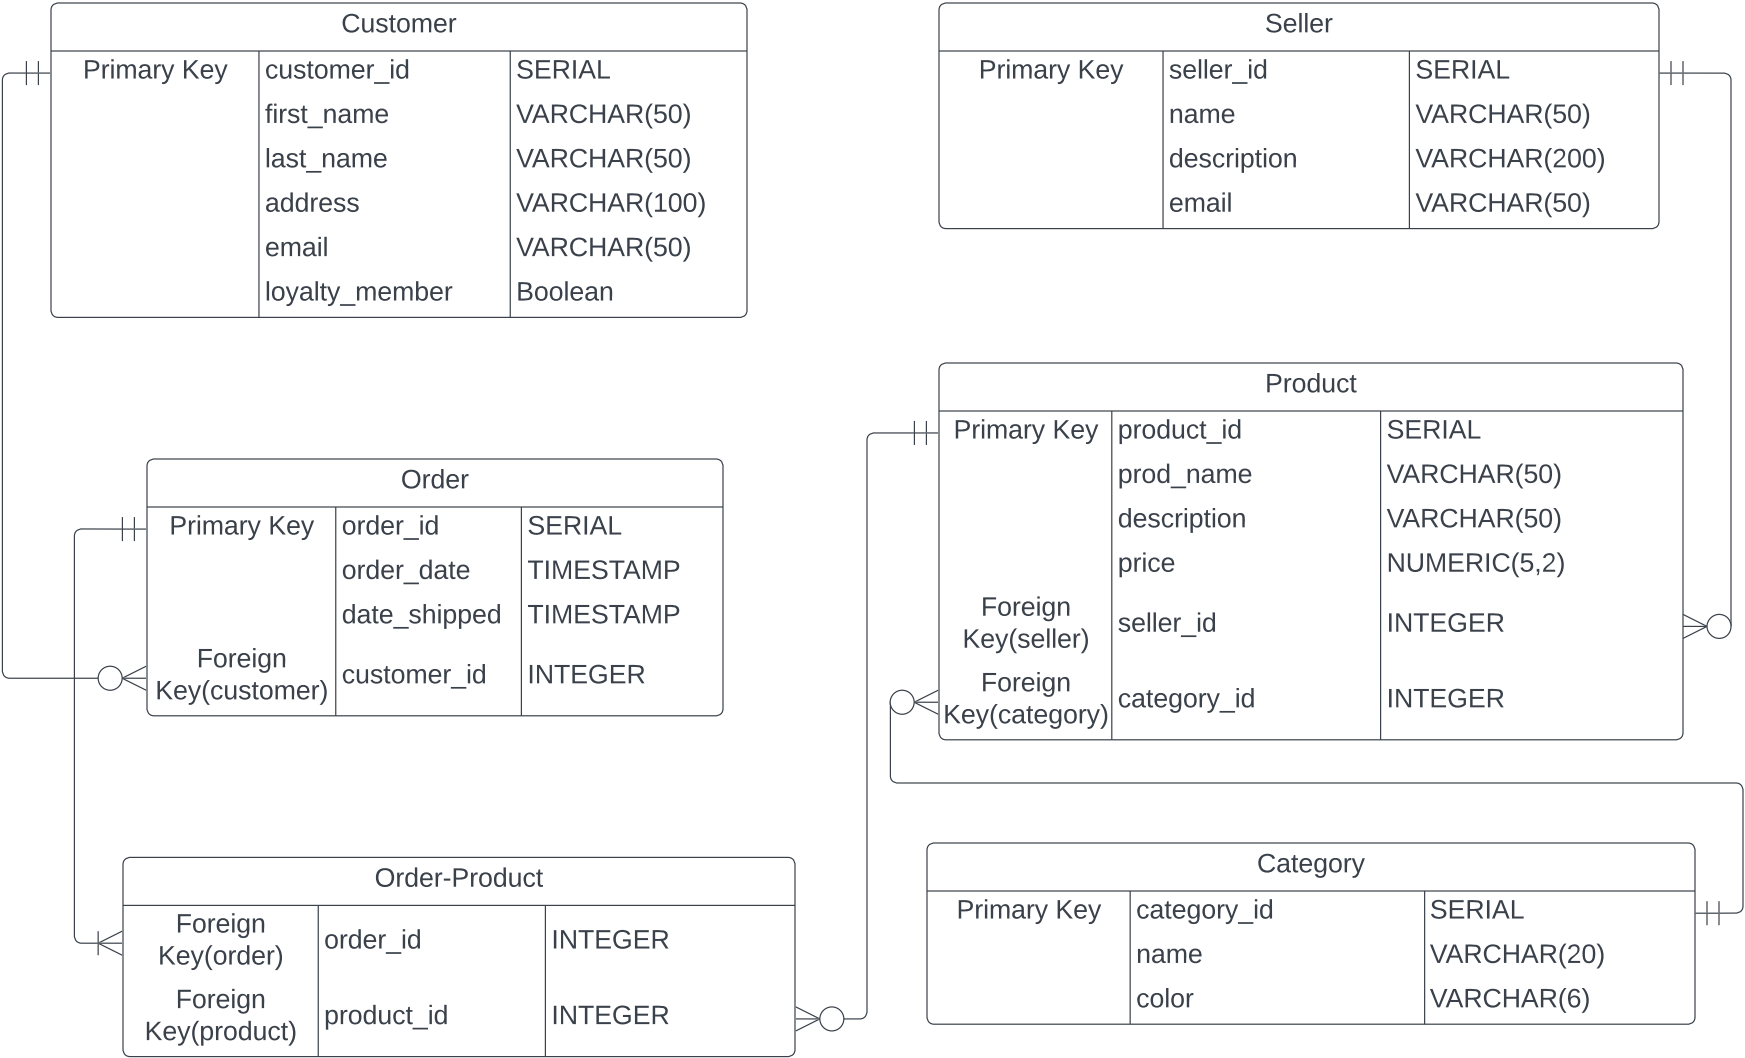 Customer
Primary Key customer_id SERIAL
first_name VARCHAR(50)
last_name VARCHAR(50)
address VARCHAR(100)
email VARCHAR(50)
loyalty_member Boolean
Seller
Primary Key seller_id SERIAL
name VARCHAR(50)
description VARCHAR(200)
email VARCHAR(50)
Order
Primary Key order_id SERIAL
order_date TIMESTAMP
date_shipped TIMESTAMP
Foreign
Key(customer) customer_id INTEGER
Product
Primary Key product_id SERIAL
prod_name VARCHAR(50)
description VARCHAR(50)
price NUMERIC(5,2)
Foreign
Key(seller) seller_id INTEGER
Foreign
Key(category) category_id INTEGER
Order-Product
Foreign
Key(order) order_id INTEGER
Foreign
Key(product) product_id INTEGER
Category
Primary Key category_id SERIAL
name VARCHAR(20)
color VARCHAR(6)